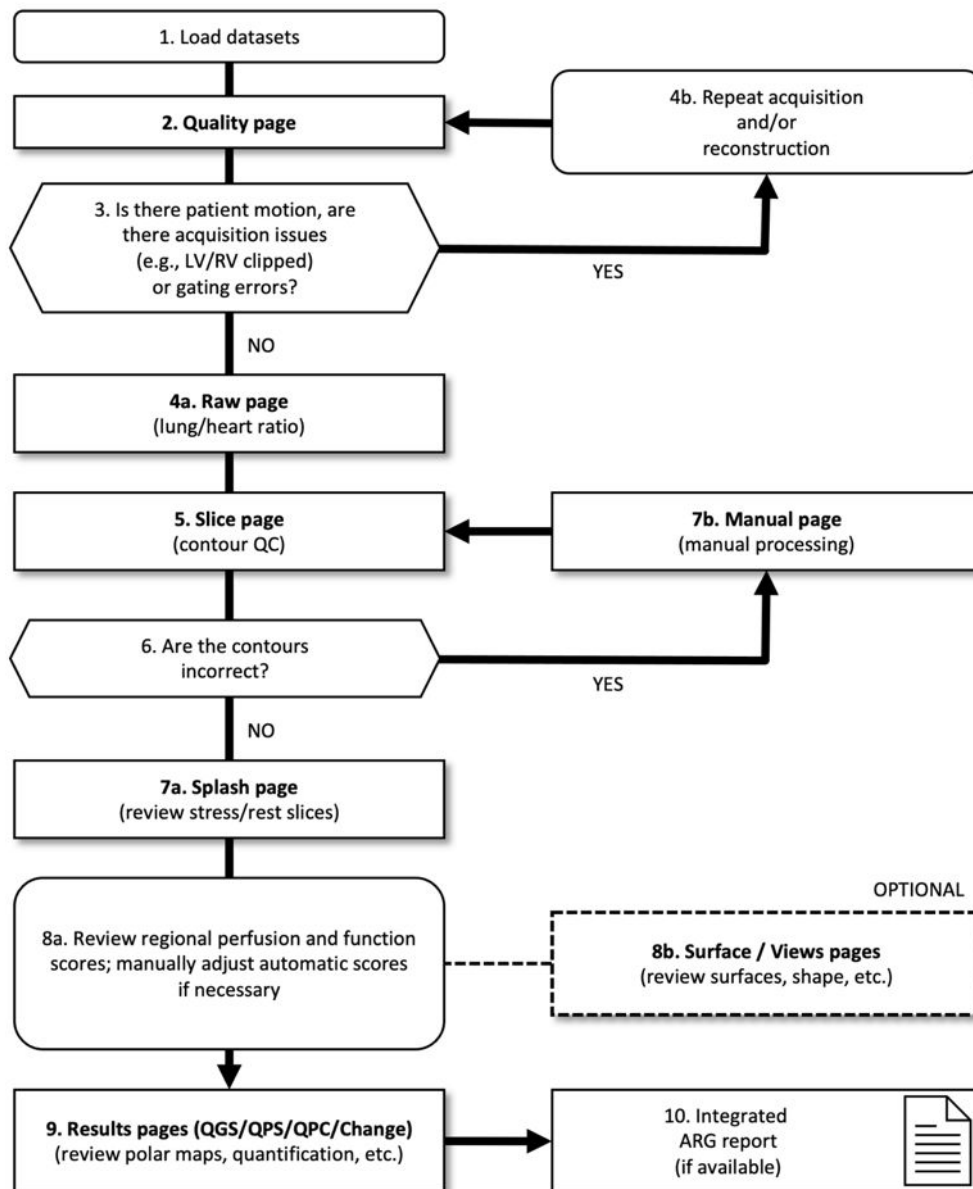 1. Load datasets
2. Quality page
4b. Repeat acquisition
and/or
reconstruction
3. Is there patient motion, are
there acquisition issues
(e.g., LV/RV clipped)
or gating errors?
YES
NO
4a. Raw page
(lung/heart ratio)
5. Slice page
(contour QC)
7b. Manual page
(manual processing)
6. Are the contours
incorrect?
YES
NO
7a. Splash page
(review stress/rest slices)
OPTIONAL
8a. Review regional perfusion and function
scores; manually adjust automatic scores
if necessary
8b. Surface / Views pages
(review surfaces, shape, etc.)
9. Results pages (QGS/QPS/QPC/Change)
(review polar maps, quantification, etc.)
10. Integrated
ARG report
(if available)